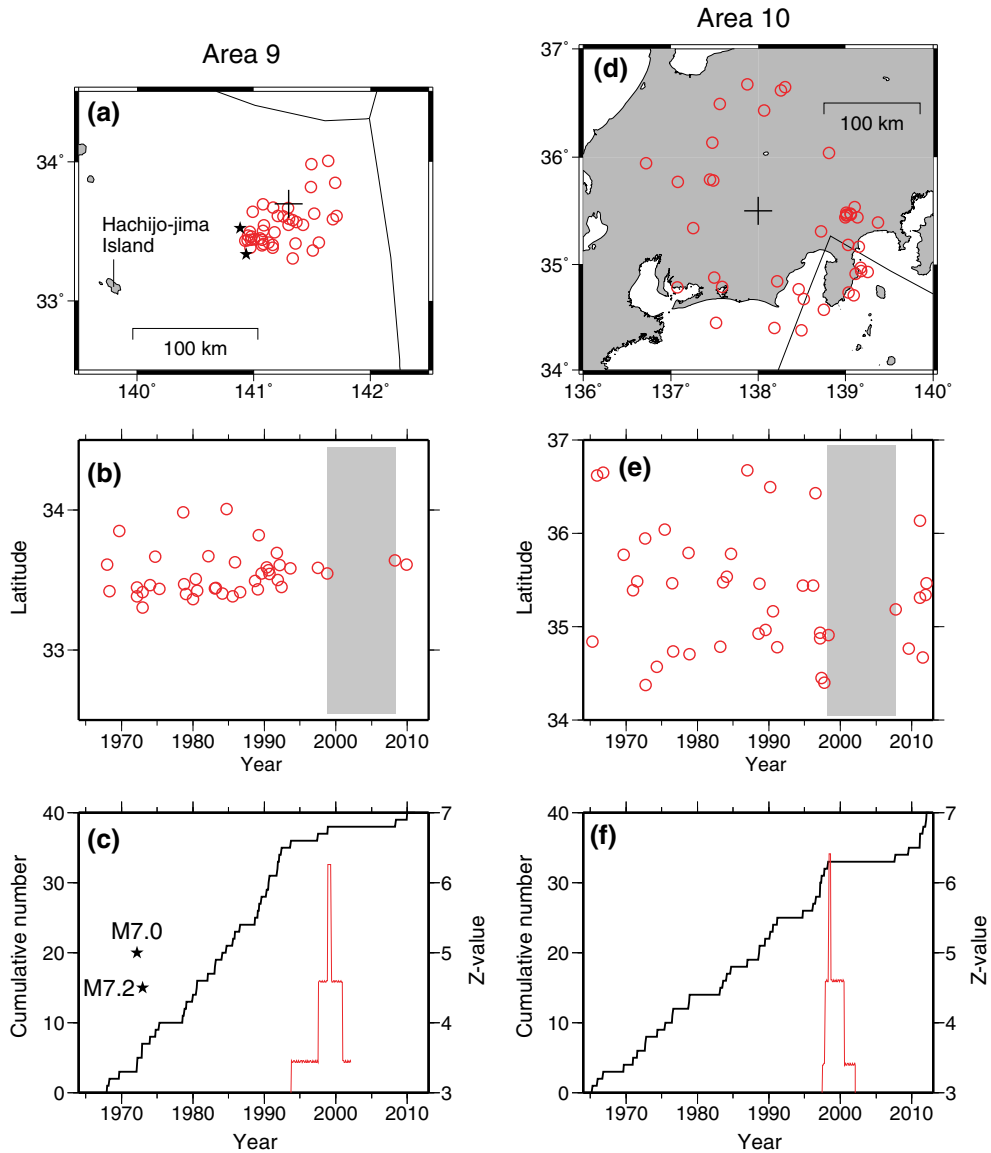 Area 9
(a)
34°
33°
Hachijo-jima
Island
100 km
140°
141°
142°
Area 10
(d)
37°
36°
35°
34°
100 km
136°
137°
138°
139°
140°
(b)
Latitude
34
33
1970
1980
1990
2000
2010
Year
(e)
Latitude
37
36
35
34
1970
1980
1990
2000
2010
Year
(c)
Cumulative number
40
30
20
10
0
M7.0
M7.2
7
6
5
4
3
Z-value
1970
1980
1990
2000
2010
Year
(f)
Cumulative number
40
30
20
10
0
7
6
5
4
3
Z-value
1970
1980
1990
2000
2010
Year